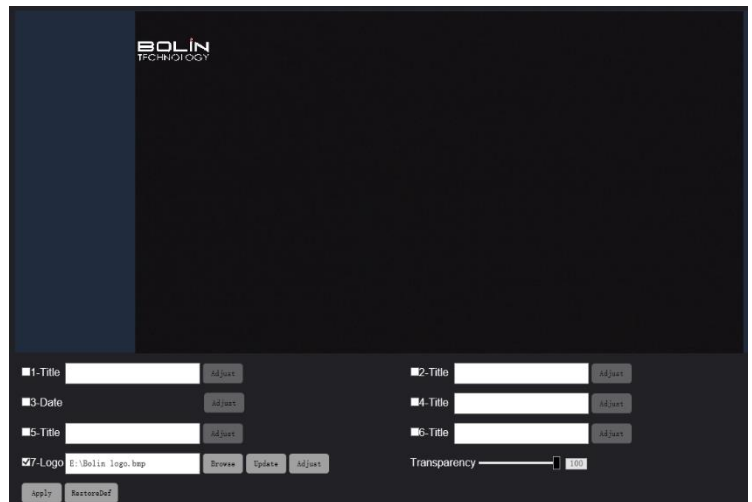 BOLIN
TECHNOLOGY
1-Title Adjust 2-Title Adjust
3-Date Adjust 4-Title Adjust
5-Title Adjust 6-Title Adjust
7-Logo E:\Bolin logo.bmp Browse Update Adjust Transparency 100
Apply RestoreDef